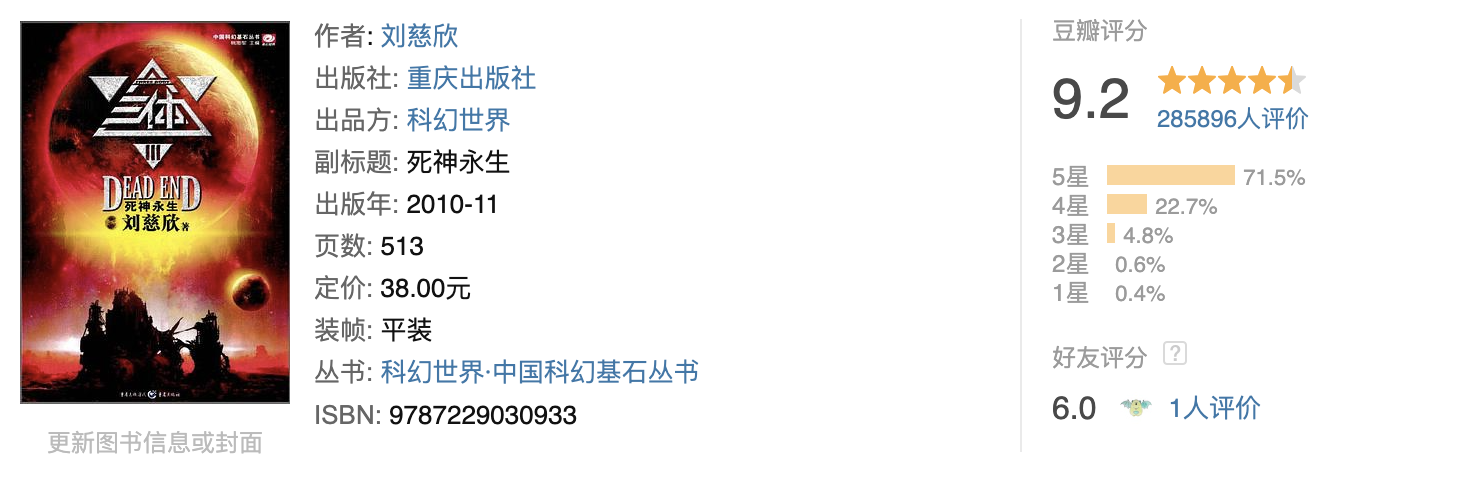 中国科幻基石丛书
姚海军 主编
三体
III
DEAD END
死神永生
刘慈欣 著
重庆出版社
更新图书信息或封面
作者: 刘慈欣
出版社: 重庆出版社
出品方: 科幻世界
副标题: 死神永生
出版年: 2010-11
页数: 513
定价: 38.00元
装帧: 平装
丛书: 科幻世界·中国科幻基石丛书
ISBN: 9787229030933
豆瓣评分
9.2
285896人评价
5星 71.5%
4星 22.7%
3星 4.8%
2星 0.6%
1星 0.4%
好友评分 ?
6.0 1人评价